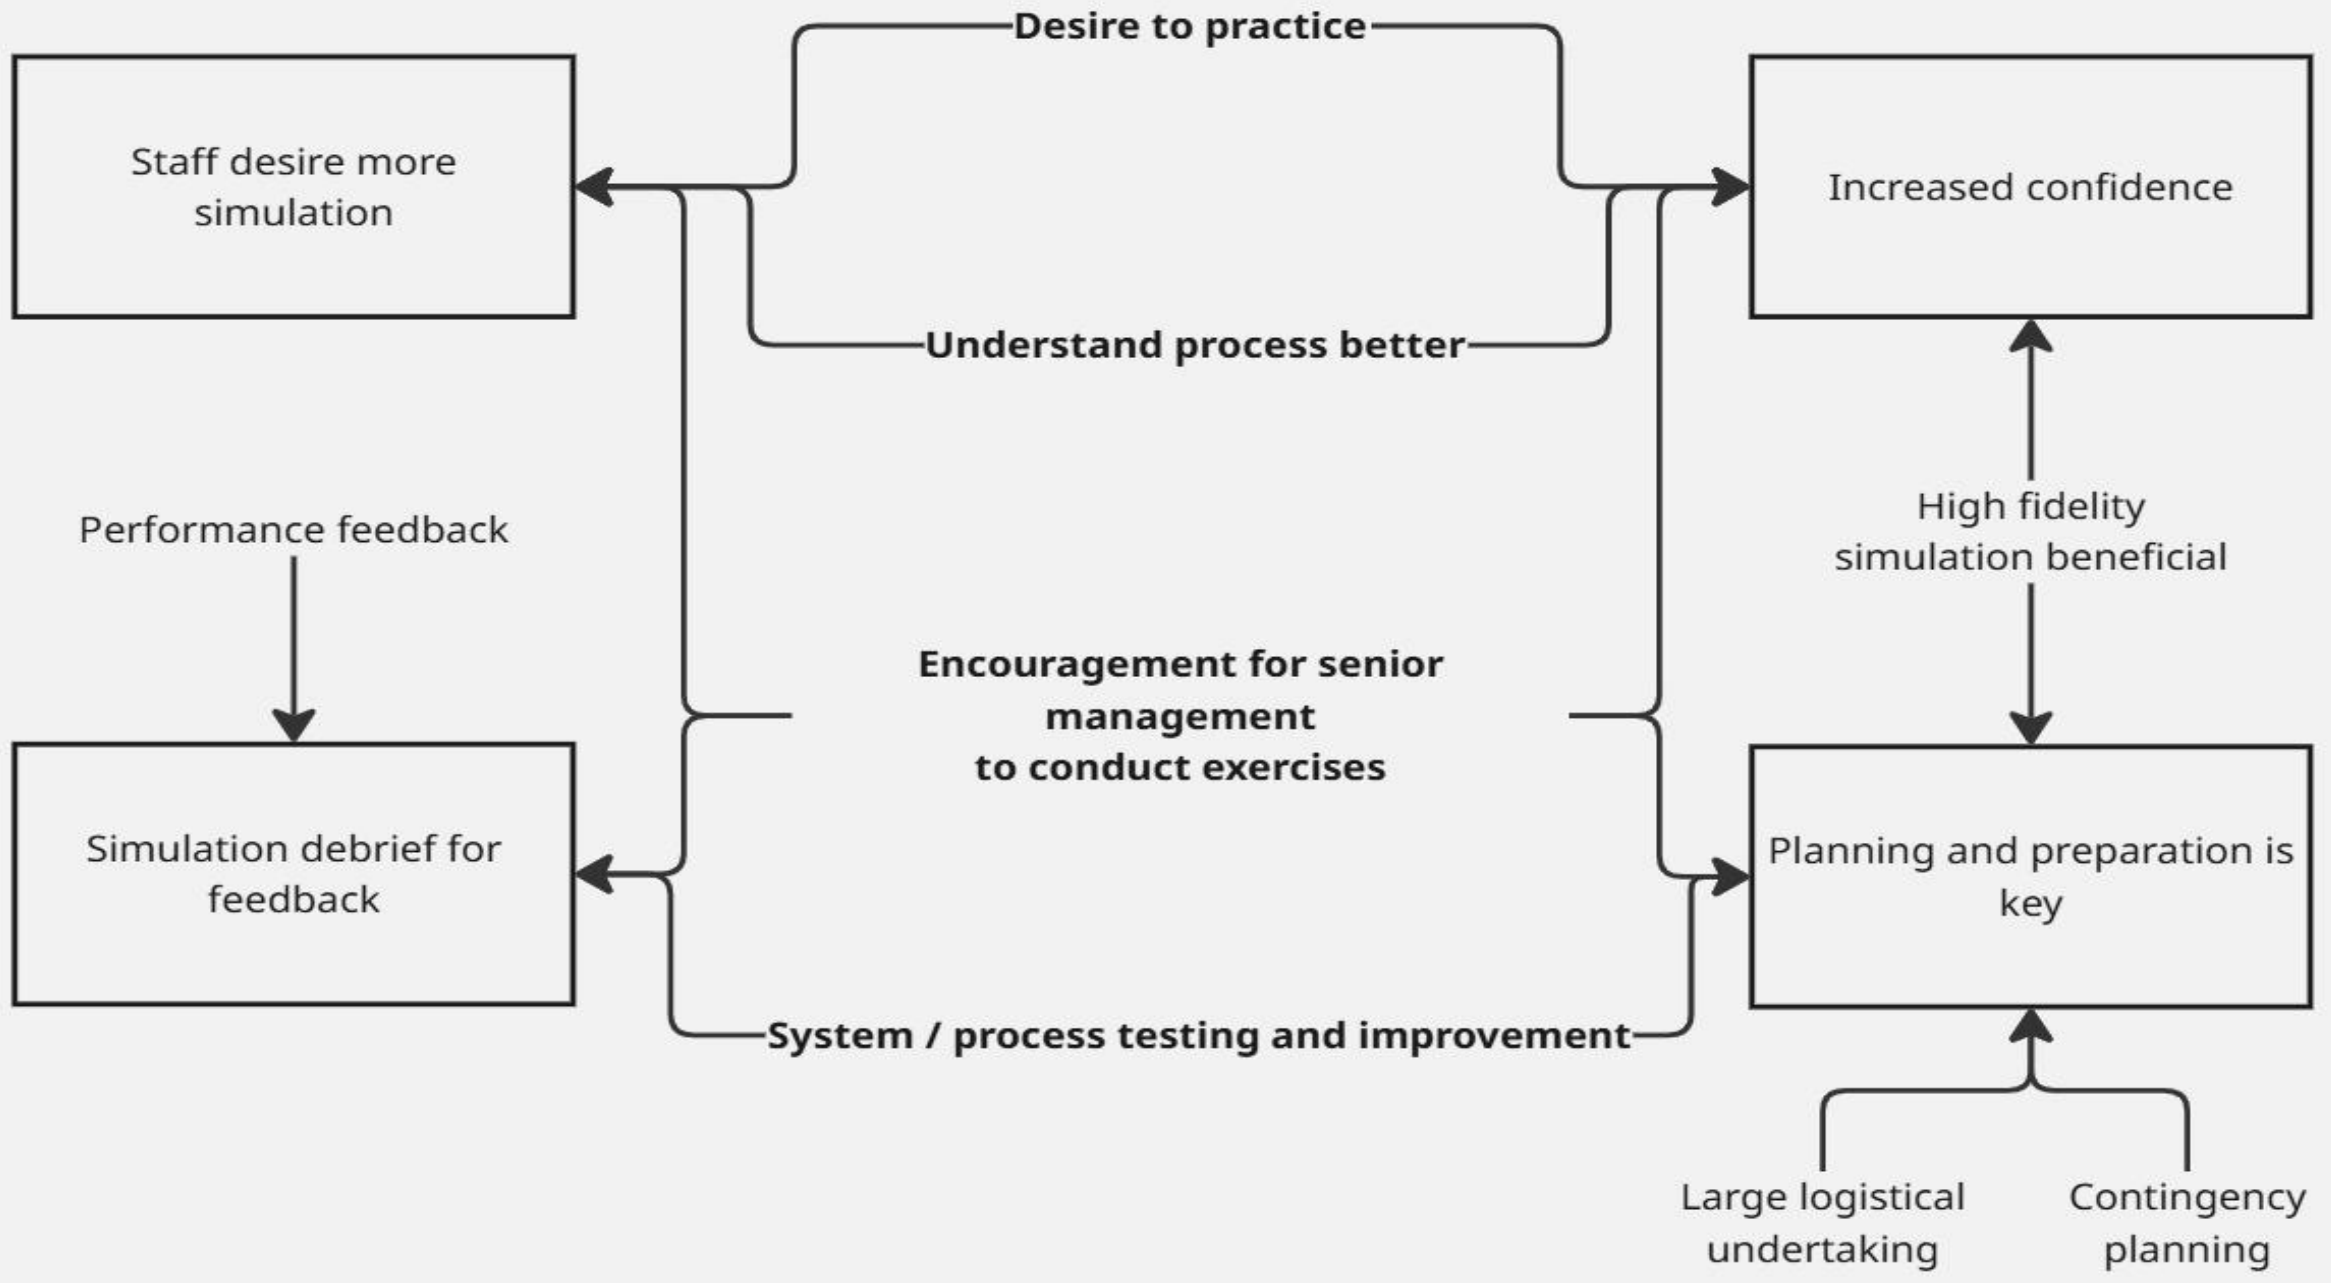 Desire to practice
Staff desire more
simulation
Increased confidence
Understand process better
Performance feedback
High fidelity
simulation beneficial
Encouragement for senior
management
to conduct exercises
Simulation debrief for
feedback
Planning and preparation is
key
System / process testing and improvement
Large logistical
undertaking
Contingency
planning